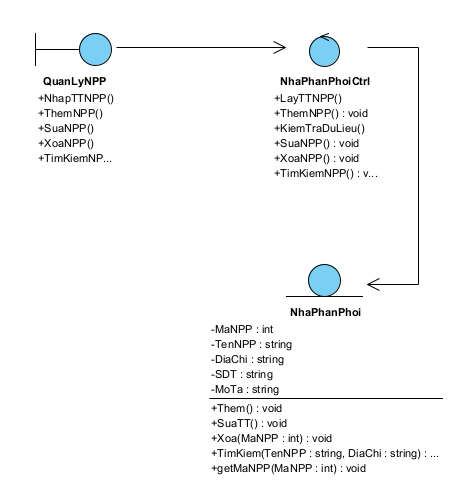 QuanLyNPP
+NhapTTNPP()
+ThemNPP()
+SuaNPP()
+XoaNPP()
+TimKiemNP...
NhaPhanPhoiCtrl
+LayTTNPP()
+ThemNPP() : void
+KiemTraDuLieu()
+SuaNPP() : void
+XoaNPP() : void
+TimKiemNPP() : v...
NhaPhanPhoi
-MaNPP : int
-TenNPP : string
-DiaChi : string
-SDT : string
-MoTa : string
+Them() : void
+SuaTT() : void
+Xoa(MaNPP : int) : void
+TimKiem(TenNPP : string, DiaChi : string) : ...
+getMaNPP(MaNPP : int) : void